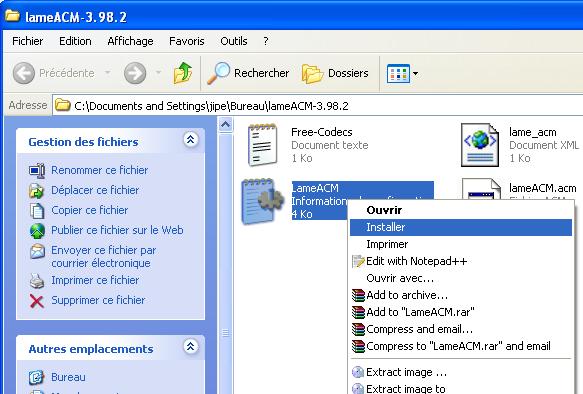 lameACM-3.98.2
Fichier Edition Affichage Favoris Outils ?
Précédente Rechercher Dossiers
Adresse C:\Documents and Settings\jipe\Bureau\lameACM-3.98.2
Gestion des fichiers
Renommer ce fichier
Déplacer ce fichier
Copier ce fichier
Publier ce fichier sur le Web
Envoyer ce fichier par
courrier électronique
Imprimer ce fichier
Supprimer ce fichier
Autres emplacements
Bureau
Free-Codecs
Document texte
1 Ko
lame_acm
Document XML
1 Ko
LameACM
4 Ko
lameACM.acm
Ouvrir
Installer
Imprimer
Edit with Notepad++
Ouvrir avec...
Add to archive...
Add to "LameACM.rar"
Compress and email...
Compress to "LameACM.rar" and email
Extract image ...
Extract image to